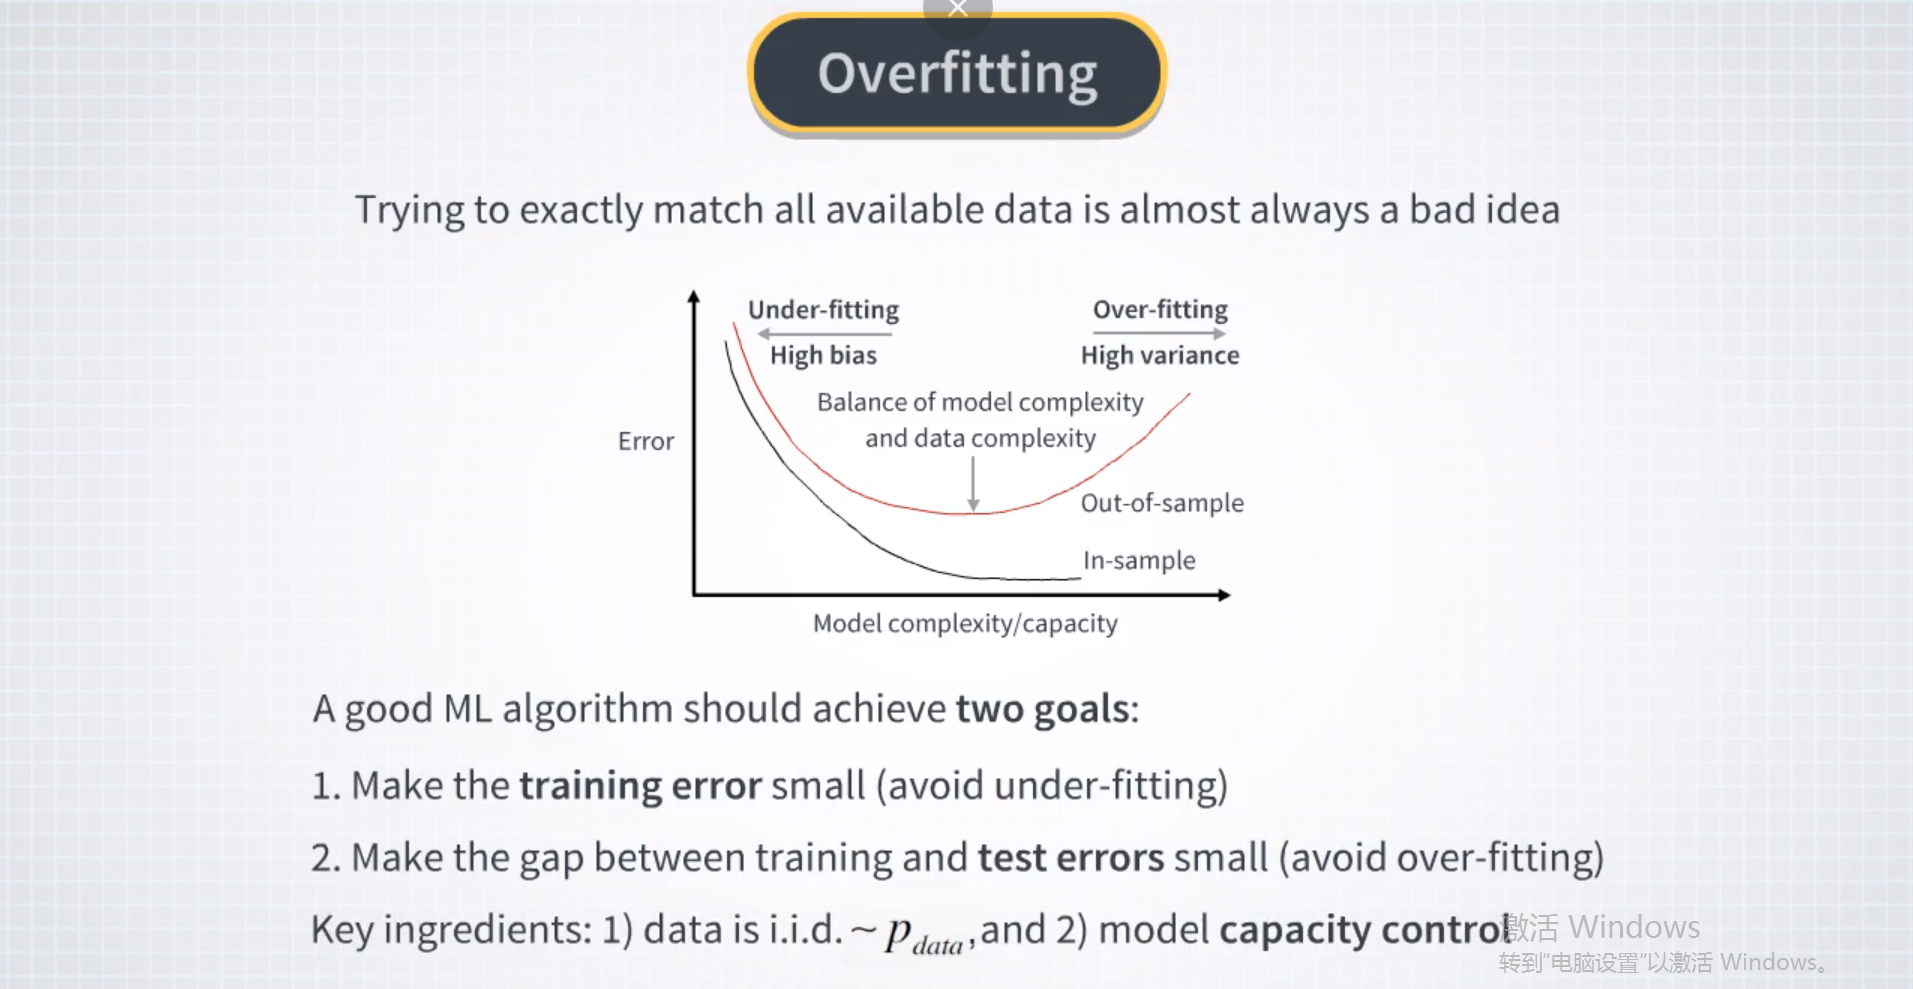 Overfitting
Trying to exactly match all available data is almost always a bad idea
Under-fitting
High bias
Over-fitting
High variance
Balance of model complexity
and data complexity
Error
Out-of-sample
In-sample
Model complexity/capacity
A good ML algorithm should achieve two goals:
1. Make the training error small (avoid under-fitting)
2. Make the gap between training and test errors small (avoid over-fitting)
Key ingredients: 1) data is i.i.d. ~ p_data, and 2) model capacity control
激活 Windows
转到"电脑设置"以激活 Windows。